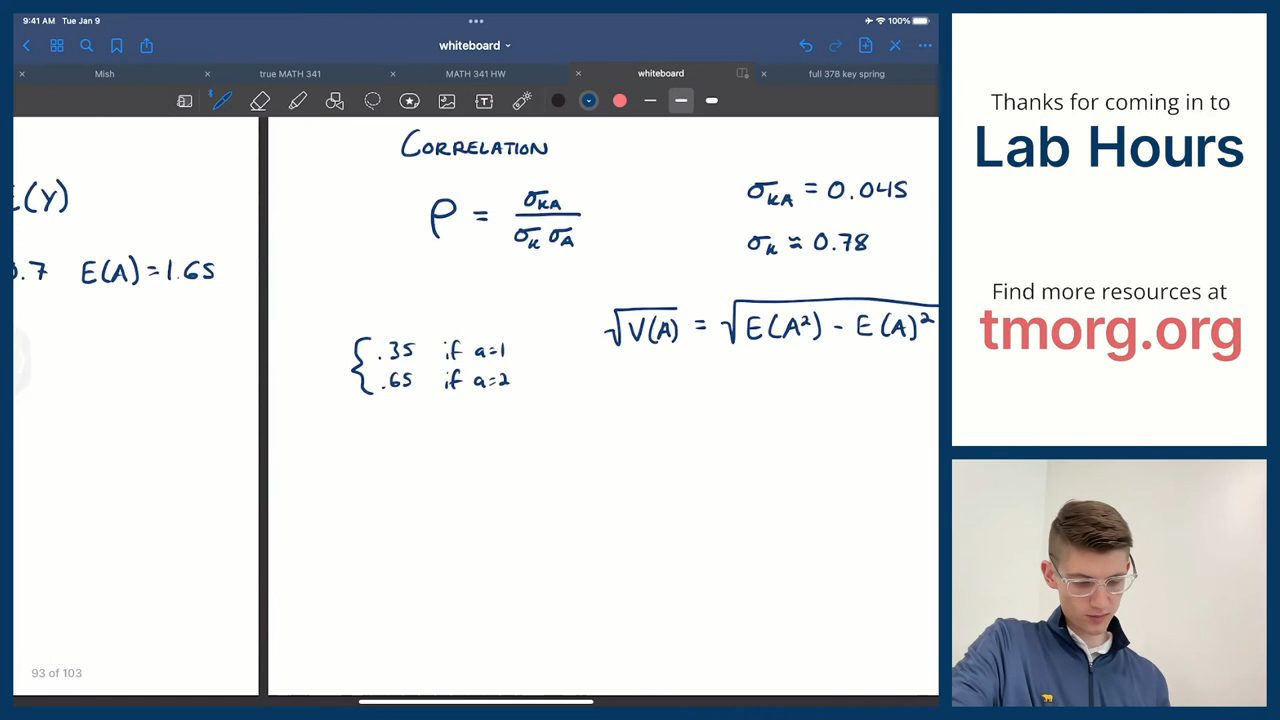 9:41 AM Tue Jan 9
100%
whiteboard
Mish
true MATH 341
MATH 341 HW
whiteboard
full 378 key spring
CORRELATION
(Y)
ρ = σKA / σK σA
σKA = 0.045
σK ≈ 0.78
0.7 E(A) = 1.65
√V(A) = √E(A²) - E(A)²
{ .35 if a=1
.65 if a=2
93 of 103
Thanks for coming in to
Lab Hours
Find more resources at
tmorg.org